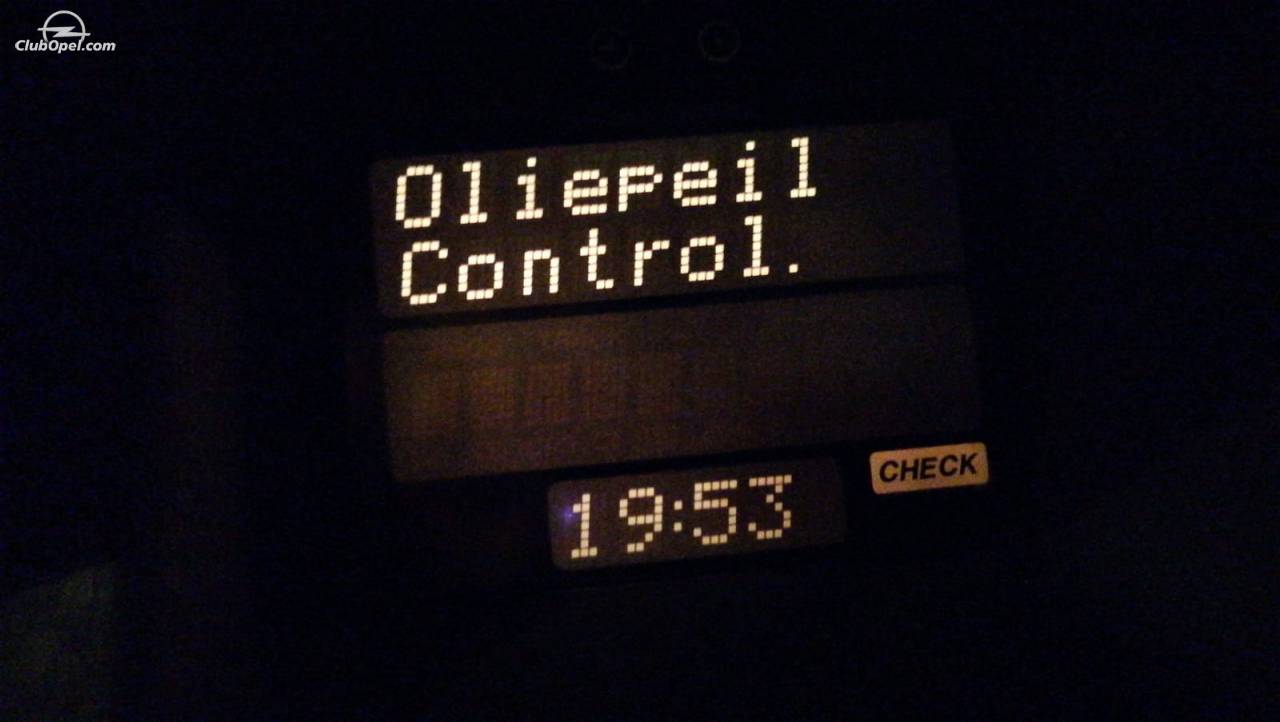 ClubOpel.com
Oliepeil
Control.
CHECK
19:53